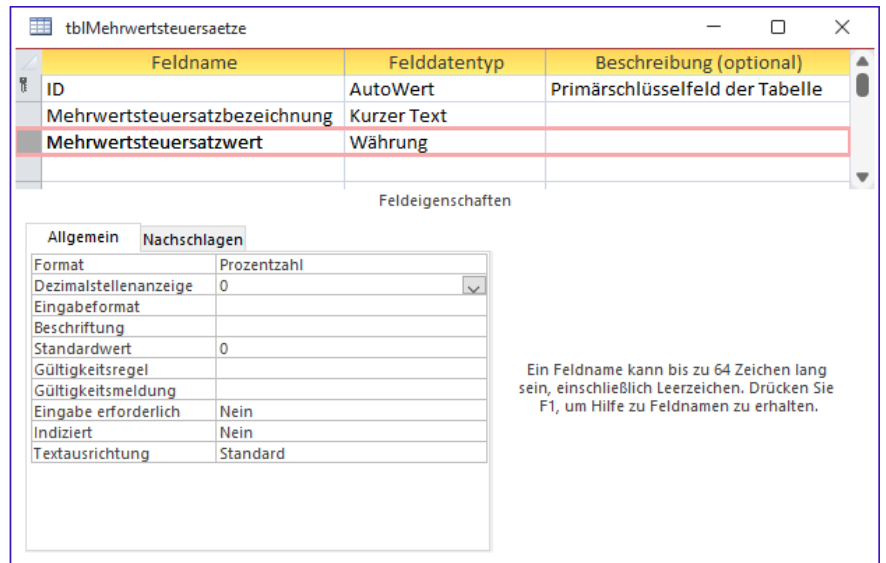 tblMehrwertsteuersaetze
Feldname Felddatentyp Beschreibung (optional)
ID AutoWert Primärschlüsselfeld der Tabelle
Mehrwertsteuersatzbezeichnung Kurzer Text
Mehrwertsteuersatzwert Währung
Feldeigenschaften
Allgemein Nachschlagen
Format Prozentzahl
Dezimalstellenanzeige 0
Eingabeformat
Beschriftung
Standardwert 0
Gültigkeitsregel
Gültigkeitsmeldung
Eingabe erforderlich Nein
Indiziert Nein
Textausrichtung Standard
Ein Feldname kann bis zu 64 Zeichen lang
sein, einschließlich Leerzeichen. Drücken Sie
F1, um Hilfe zu Feldnamen zu erhalten.